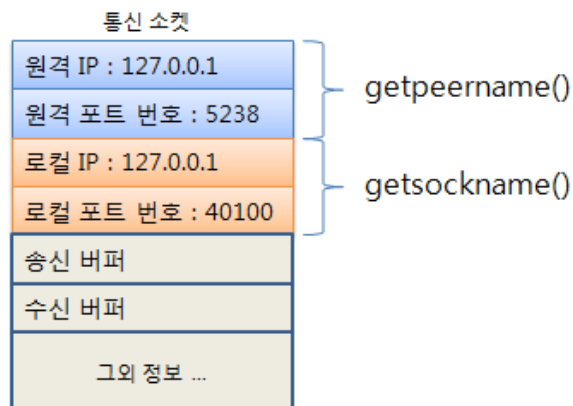 통신 소켓
원격 IP : 127.0.0.1
원격 포트 번호 : 5238
getpeername()
로컬 IP : 127.0.0.1
로컬 포트 번호 : 40100
getsockname()
송신 버퍼
수신 버퍼
그외 정보 ...